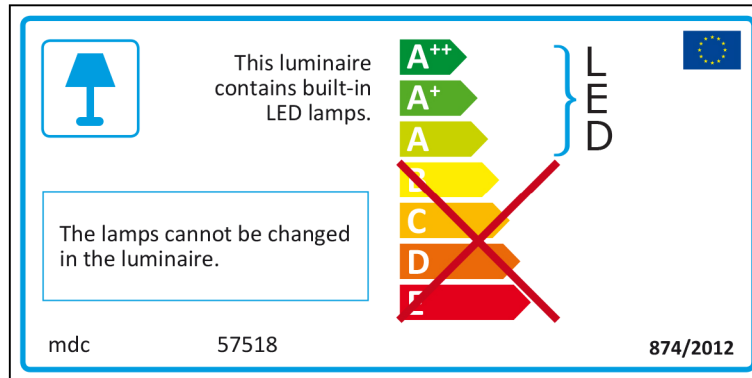 This luminaire
contains built-in
LED lamps.
A++
A+
A
B
C
D
E
L
E
D
The lamps cannot be changed
in the luminaire.
mdc 57518
874/2012